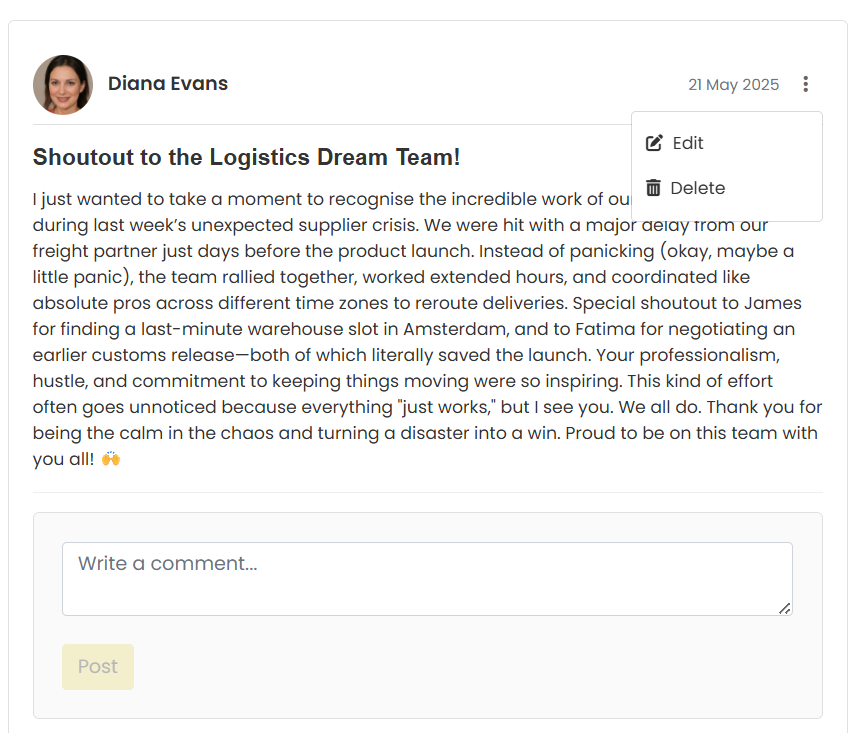 Diana Evans
21 May 2025
Edit
Delete
Shoutout to the Logistics Dream Team!
I just wanted to take a moment to recognise the incredible work of our
during last week’s unexpected supplier crisis. We were hit with a major delay from our
freight partner just days before the product launch. Instead of panicking (okay, maybe a
little panic), the team rallied together, worked extended hours, and coordinated like
absolute pros across different time zones to reroute deliveries. Special shoutout to James
for finding a last-minute warehouse slot in Amsterdam, and to Fatima for negotiating an
earlier customs release—both of which literally saved the launch. Your professionalism,
hustle, and commitment to keeping things moving were so inspiring. This kind of effort
often goes unnoticed because everything "just works," but I see you. We all do. Thank you for
being the calm in the chaos and turning a disaster into a win. Proud to be on this team with
you all! 🙌
Write a comment...
Post